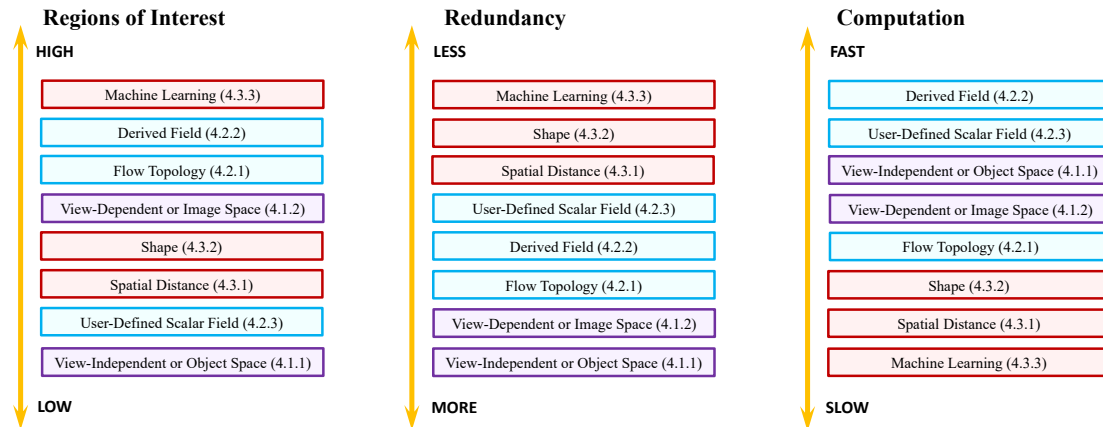 Regions of Interest
HIGH
Machine Learning (4.3.3)
Derived Field (4.2.2)
Flow Topology (4.2.1)
View-Dependent or Image Space (4.1.2)
Shape (4.3.2)
Spatial Distance (4.3.1)
User-Defined Scalar Field (4.2.3)
View-Independent or Object Space (4.1.1)
LOW
Redundancy
LESS
Machine Learning (4.3.3)
Shape (4.3.2)
Spatial Distance (4.3.1)
User-Defined Scalar Field (4.2.3)
Derived Field (4.2.2)
Flow Topology (4.2.1)
View-Dependent or Image Space (4.1.2)
View-Independent or Object Space (4.1.1)
MORE
Computation
FAST
Derived Field (4.2.2)
User-Defined Scalar Field (4.2.3)
View-Independent or Object Space (4.1.1)
View-Dependent or Image Space (4.1.2)
Flow Topology (4.2.1)
Shape (4.3.2)
Spatial Distance (4.3.1)
Machine Learning (4.3.3)
SLOW